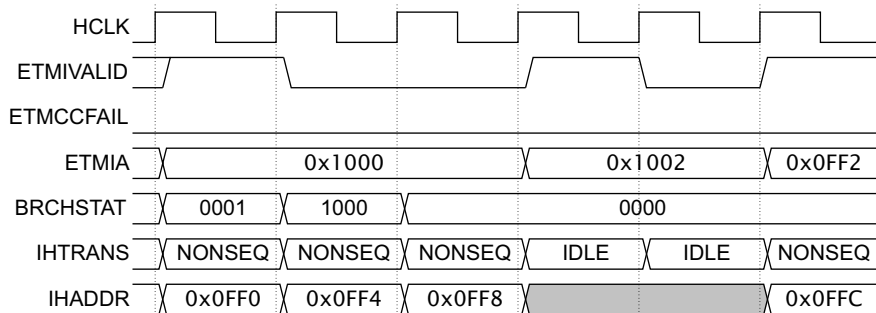 HCLK
ETMIVALID
ETMCCFAIL
ETMIA 0x1000 0x1002 0x0FF2
BRCHSTAT 0001 1000 0000
IHTRANS NONSEQ NONSEQ NONSEQ IDLE IDLE NONSEQ
IHADDR 0x0FF0 0x0FF4 0x0FF8 0x0FFC